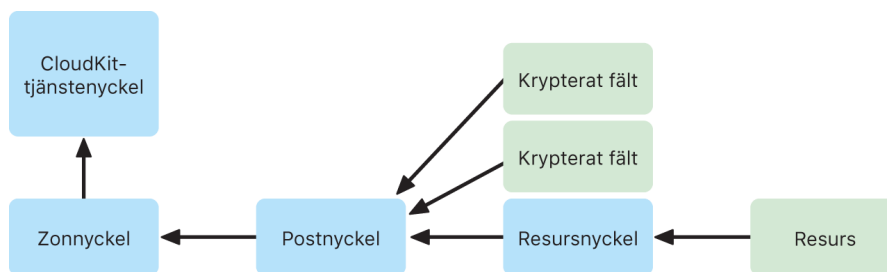 CloudKit-
tjänstenyckel
Krypterat fält
Krypterat fält
Zonnyckel
Postnyckel
Resursnyckel
Resurs